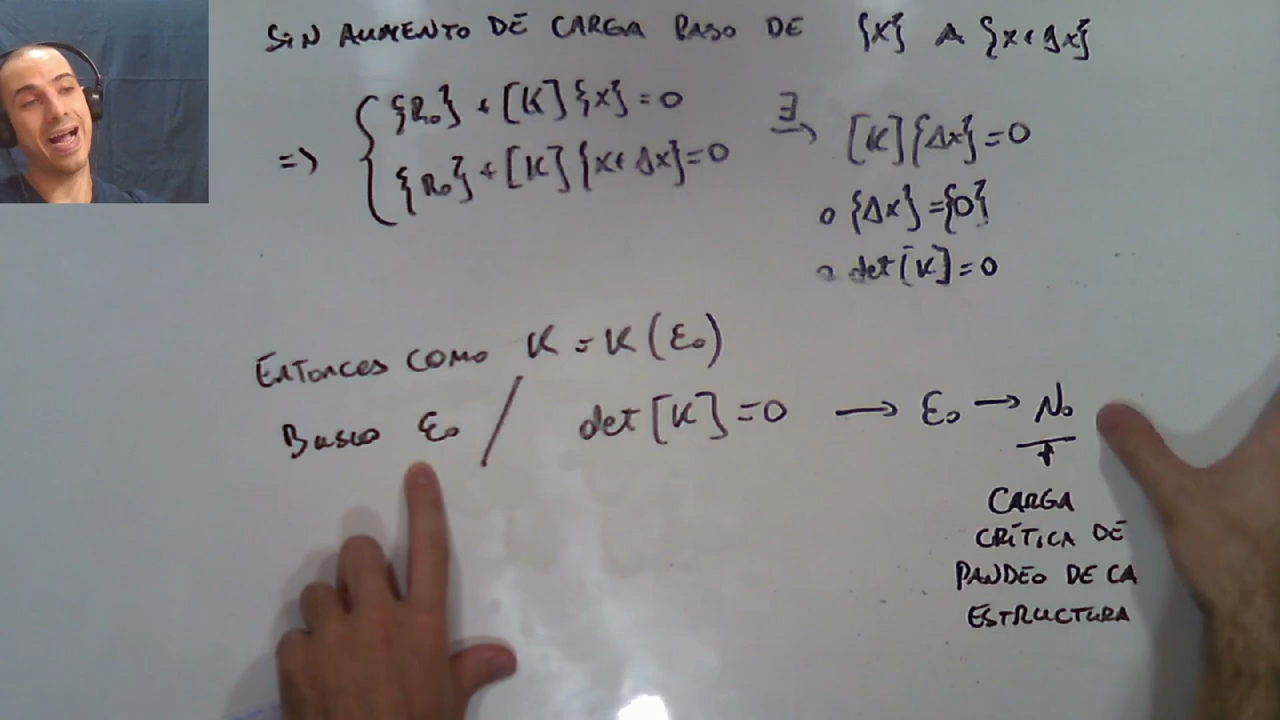 SIN AUMENTO DE CARGA PASO DE {x} A {x+δx}
=> { {R₀} + [K]{x} = 0
{R₀} + [K]{x+Δx} = 0
∃→ [K]{Δx} = 0
o {Δx} = {0}
o det[K] = 0
ENTONCES COMO K = K(ε₀)
BUSCO ε₀ / det[K] = 0 → ε₀ → N₀
↑
CARGA
CRÍTICA DE
PANDEO DE LA
ESTRUCTURA